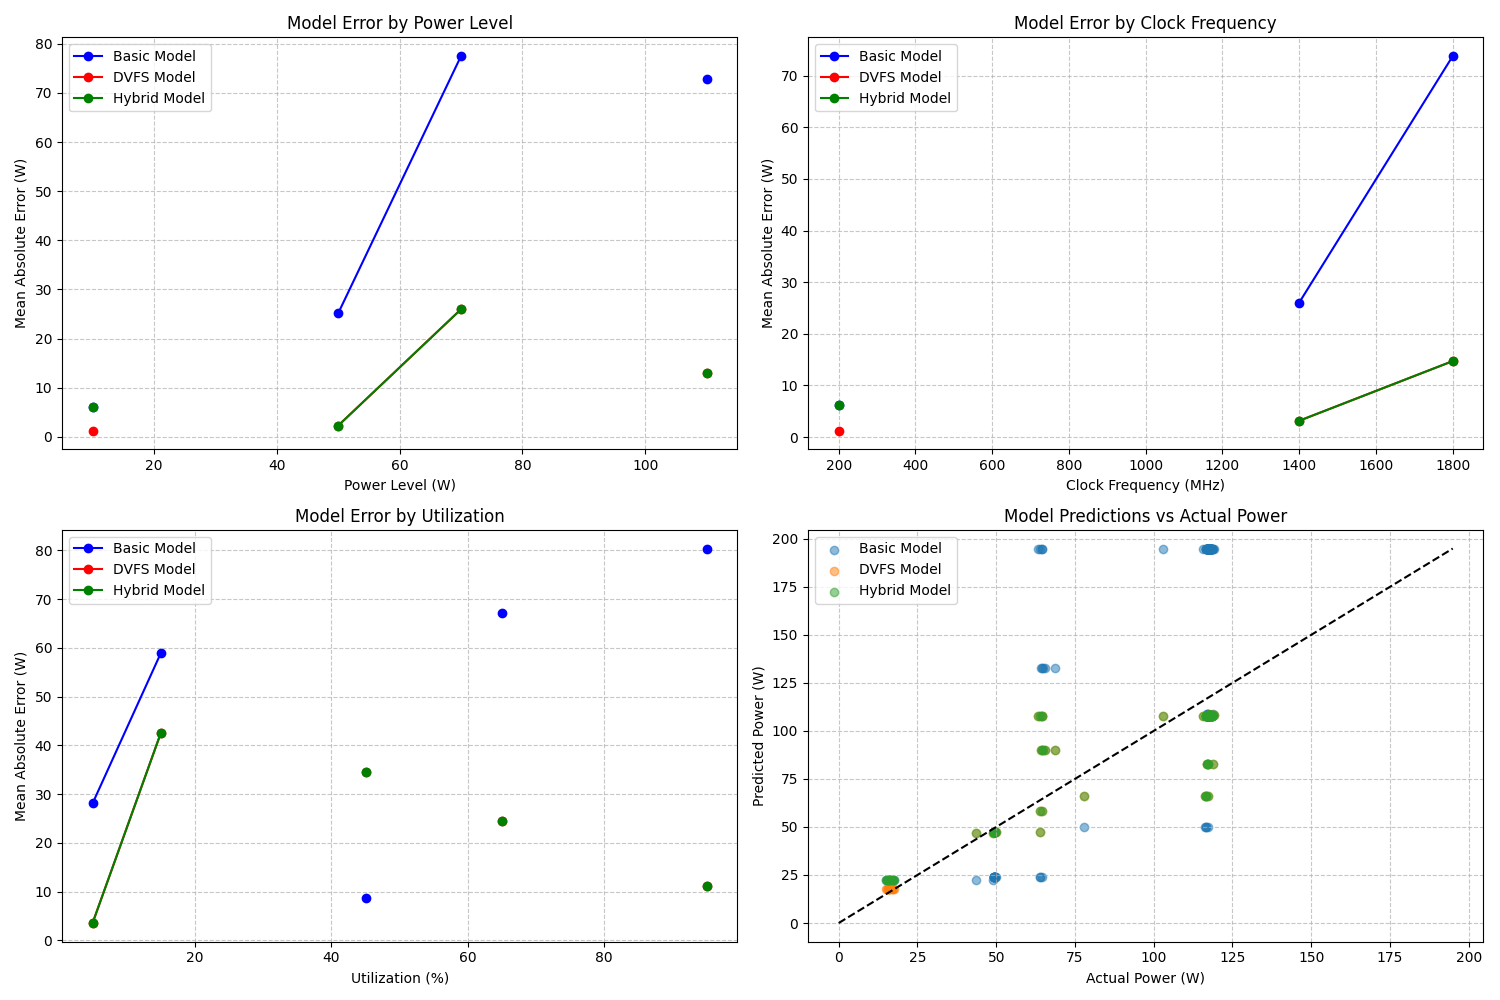 Model Error by Power Level
Mean Absolute Error (W)
80
70
60
50
40
30
20
10
0
Basic Model
DVFS Model
Hybrid Model
20 40 60 80 100
Power Level (W)
Model Error by Clock Frequency
Mean Absolute Error (W)
70
60
50
40
30
20
10
0
Basic Model
DVFS Model
Hybrid Model
200 400 600 800 1000 1200 1400 1600 1800
Clock Frequency (MHz)
Model Error by Utilization
Mean Absolute Error (W)
80
70
60
50
40
30
20
10
0
Basic Model
DVFS Model
Hybrid Model
20 40 60 80
Utilization (%)
Model Predictions vs Actual Power
Predicted Power (W)
200
175
150
125
100
75
50
25
0
Basic Model
DVFS Model
Hybrid Model
0 25 50 75 100 125 150 175 200
Actual Power (W)